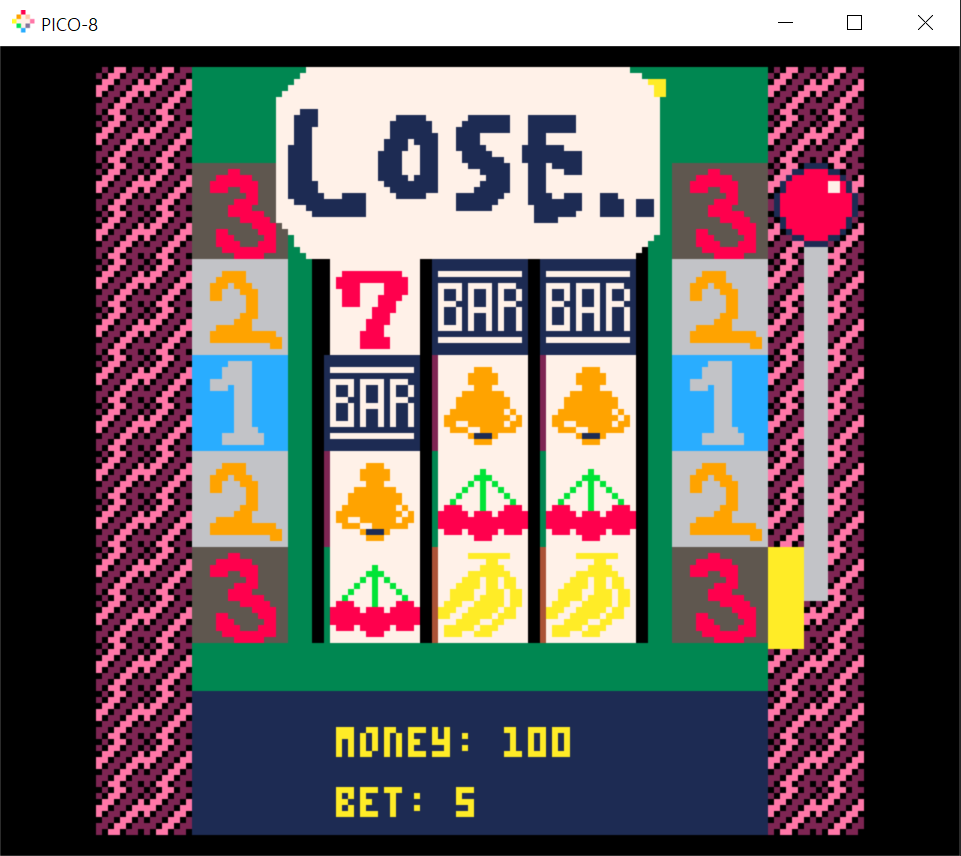 PICO-8
LOSE..
3 3
2 7 BAR BAR 2
1 BAR 1
2 2
3 3
MONEY: 100
BET: 5